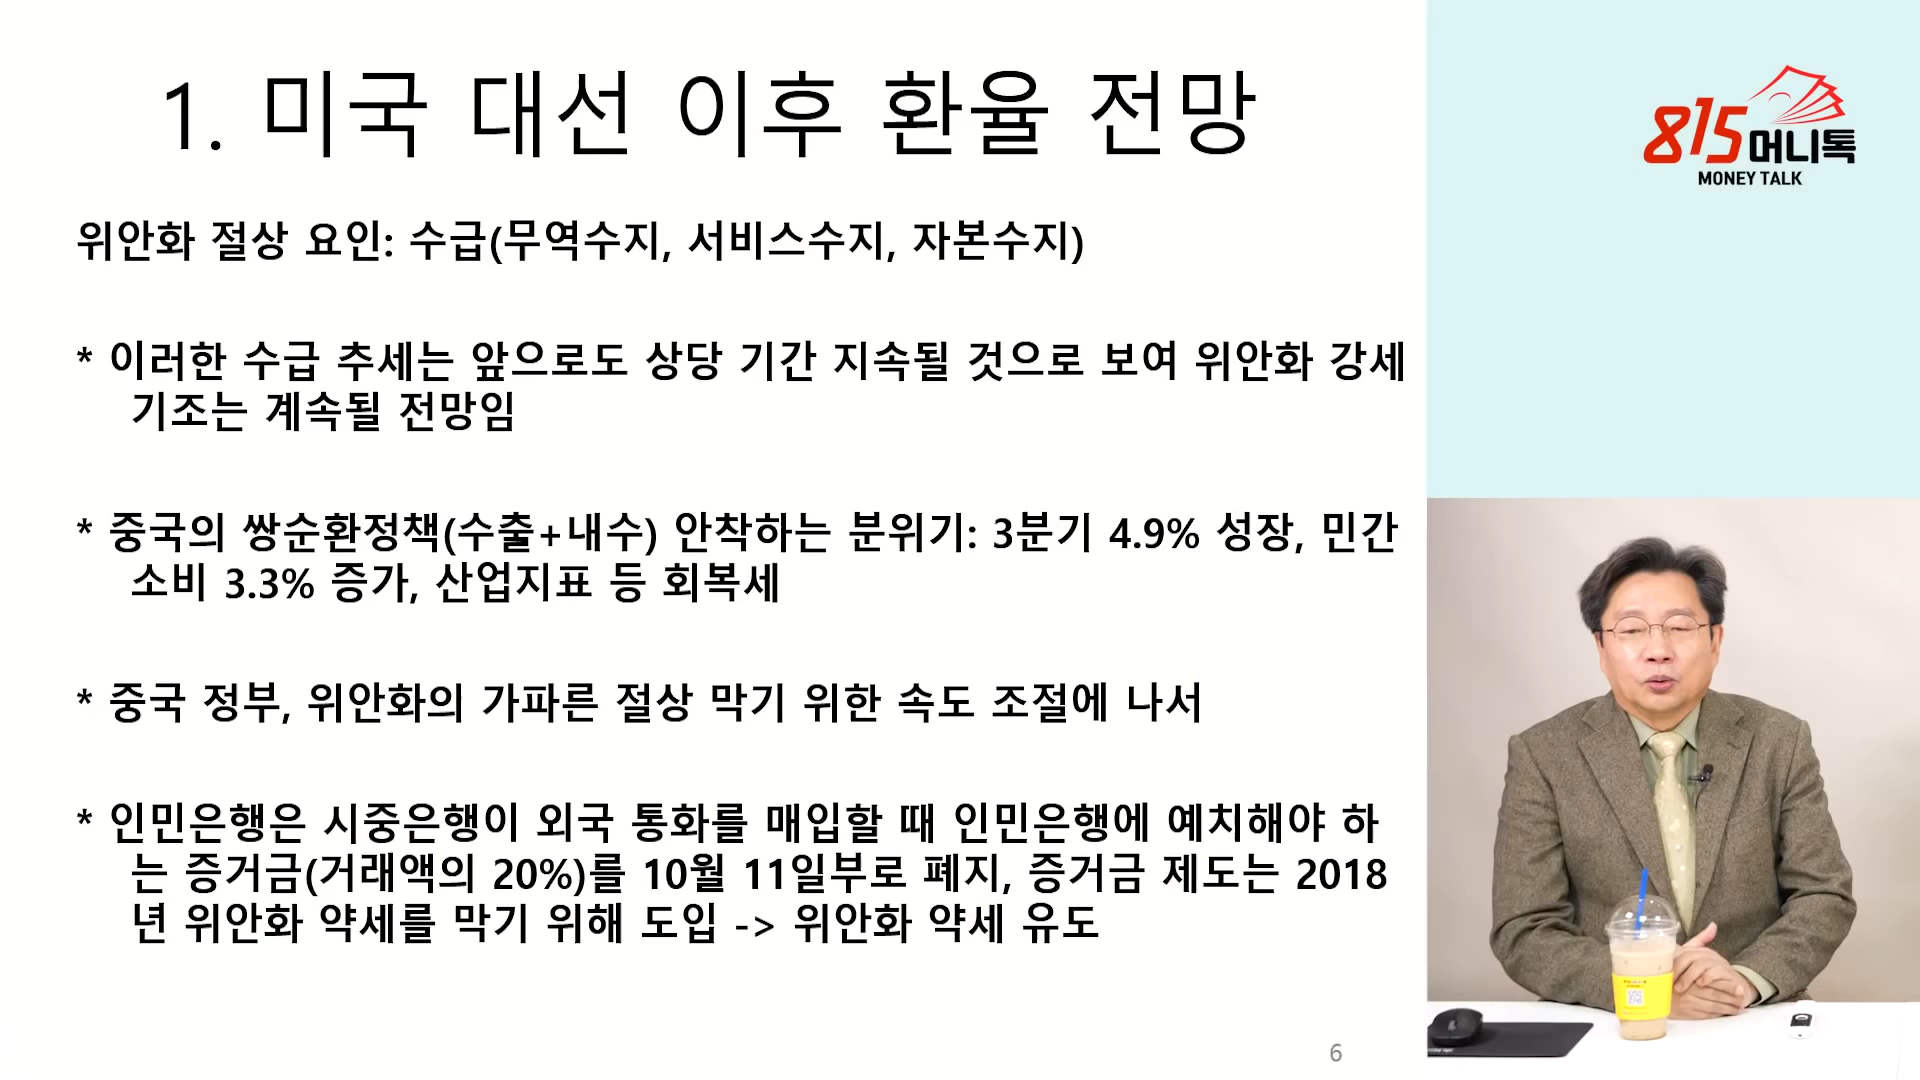 1. 미국 대선 이후 환율 전망
815머니톡
MONEY TALK
위안화 절상 요인: 수급(무역수지, 서비스수지, 자본수지)
* 이러한 수급 추세는 앞으로도 상당 기간 지속될 것으로 보여 위안화 강세
기조는 계속될 전망임
* 중국의 쌍순환정책(수출+내수) 안착하는 분위기: 3분기 4.9% 성장, 민간
소비 3.3% 증가, 산업지표 등 회복세
* 중국 정부, 위안화의 가파른 절상 막기 위한 속도 조절에 나서
* 인민은행은 시중은행이 외국 통화를 매입할 때 인민은행에 예치해야 하
는 증거금(거래액의 20%)를 10월 11일부로 폐지, 증거금 제도는 2018
년 위안화 약세를 막기 위해 도입 -> 위안화 약세 유도
6